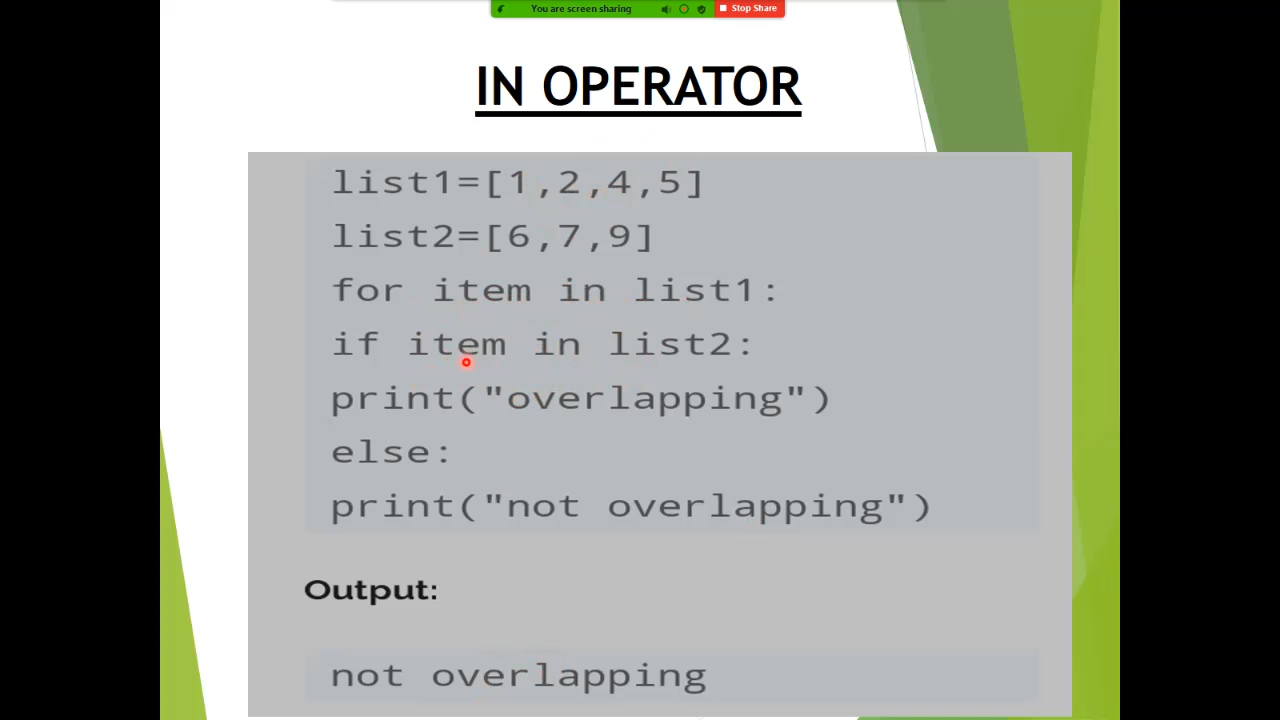 You are screen sharing
Stop Share
IN OPERATOR
list1=[1,2,4,5]
list2=[6,7,9]
for item in list1:
if item in list2:
print("overlapping")
else:
print("not overlapping")
Output:
not overlapping